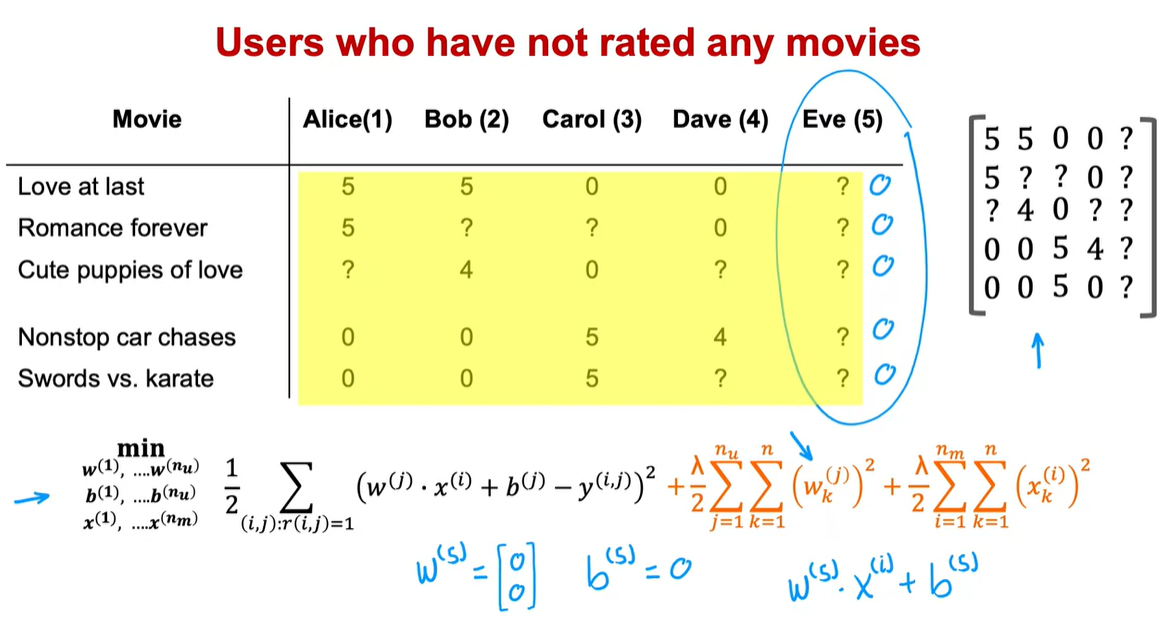 Users who have not rated any movies
Movie Alice(1) Bob (2) Carol (3) Dave (4) Eve (5)
Love at last 5 5 0 0 ? 0
Romance forever 5 ? ? 0 ? 0
Cute puppies of love ? 4 0 ? ? 0
Nonstop car chases 0 0 5 4 ? 0
Swords vs. karate 0 0 5 ? ? 0
5 5 0 0 ?
5 ? ? 0 ?
? 4 0 ? ?
0 0 5 4 ?
0 0 5 0 ?
min
w(1), ....w(nu)
b(1), ....b(nu)
x(1), ....x(nm)
1/2 ∑(i,j):r(i,j)=1 (w(j) · x(i) + b(j) − y(i,j))² + λ/2 ∑j=1^nu ∑k=1^n (wk(j))² + λ/2 ∑i=1^nm ∑k=1^n (xk(i))²
w(5) = [0 0] b(5) = 0 w(5) · x(i) + b(5)